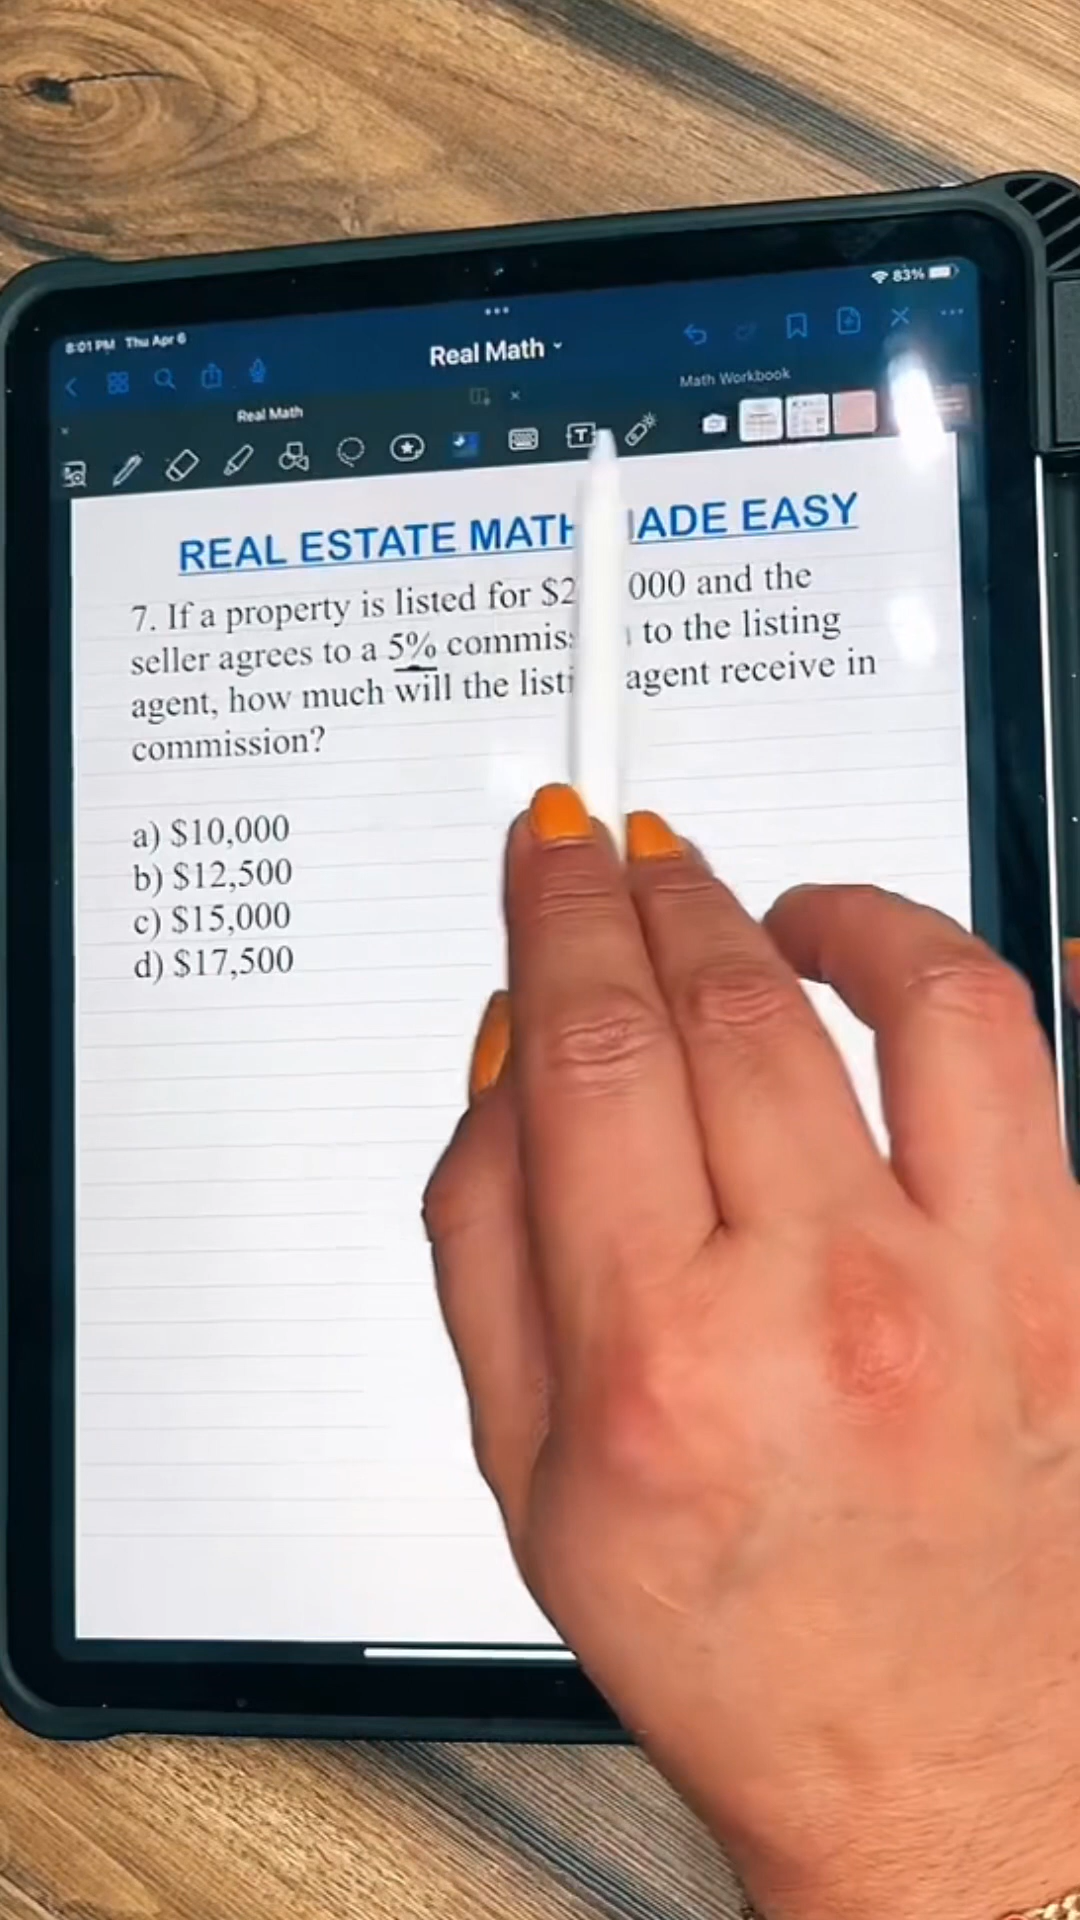 83%
8:01 PM Thu Apr 6
Real Math
Math Workbook
Real Math
T
REAL ESTATE MATH ADE EASY
7. If a property is listed for $2 000 and the
seller agrees to a 5% commis to the listing
agent, how much will the listi agent receive in
commission?
a) $10,000
b) $12,500
c) $15,000
d) $17,500